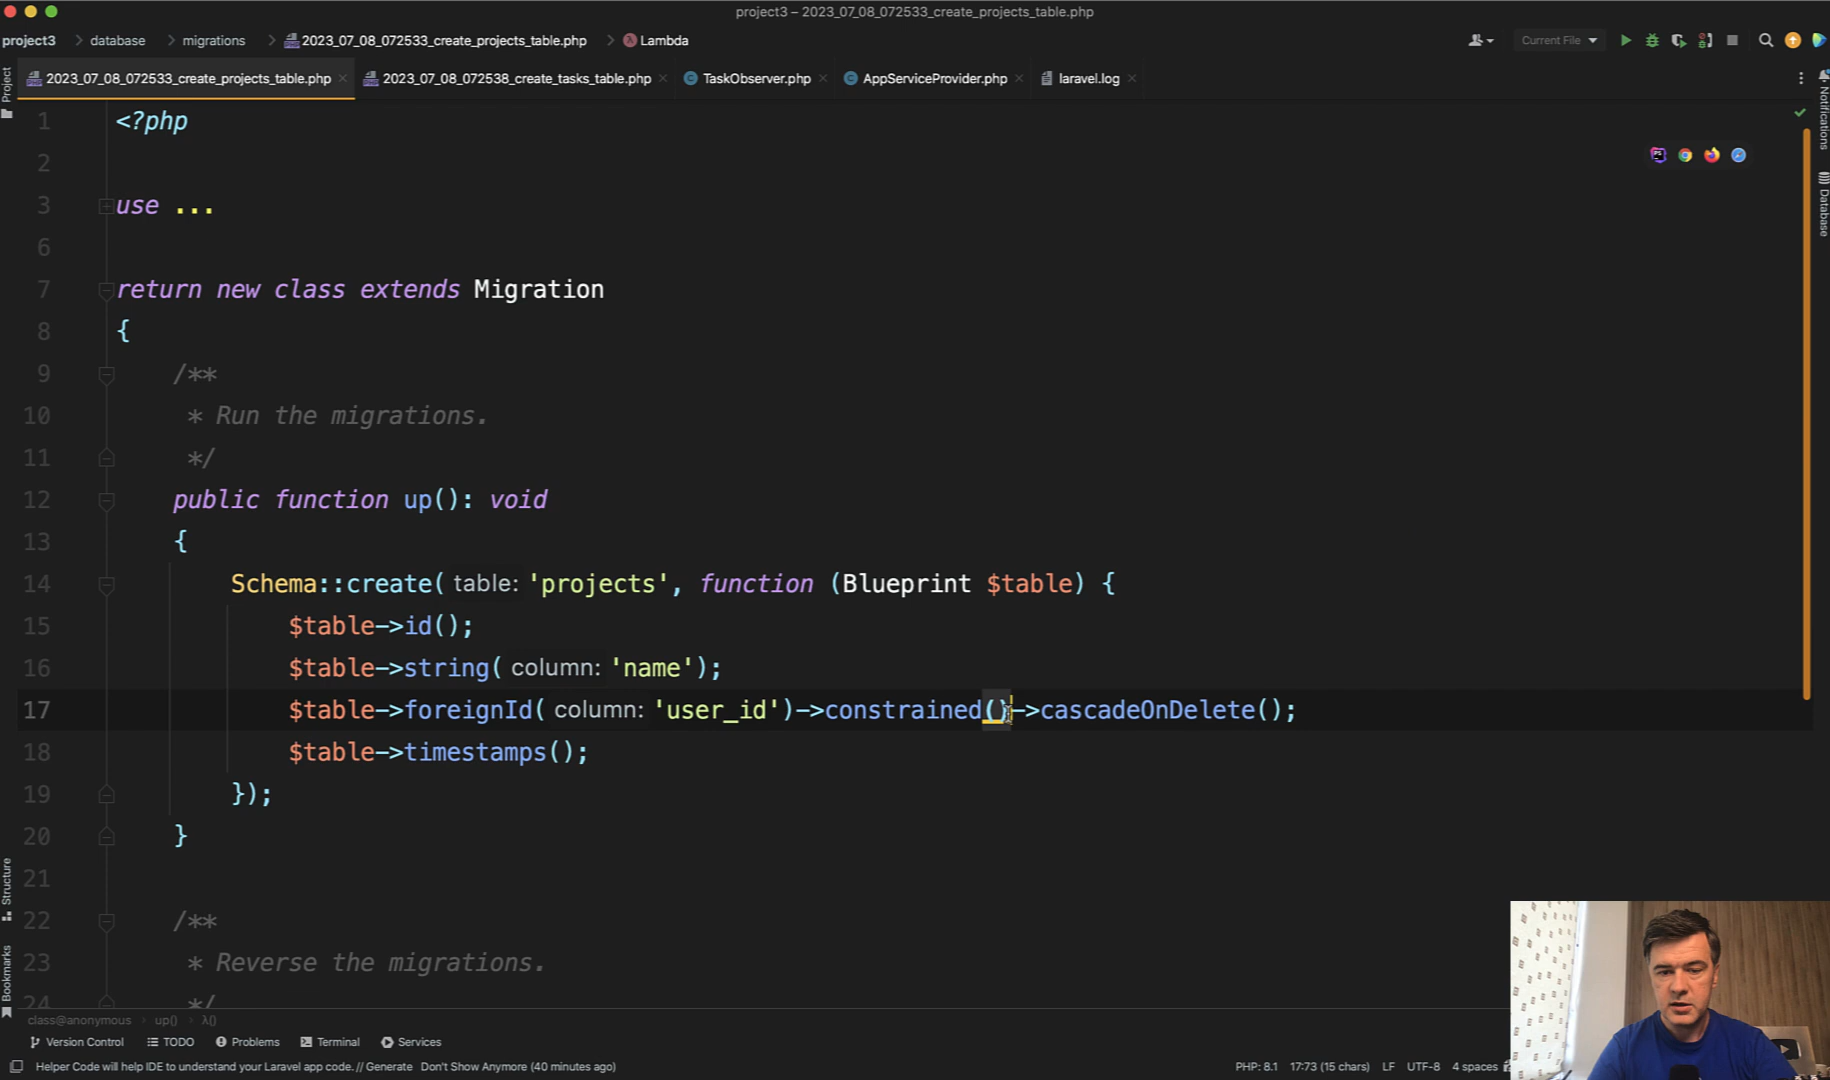 project3 – 2023_07_08_072533_create_projects_table.php
project3 database migrations 2023_07_08_072533_create_projects_table.php Lambda
Current File
2023_07_08_072533_create_projects_table.php 2023_07_08_072538_create_tasks_table.php TaskObserver.php AppServiceProvider.php laravel.log
Project
Notifications
Database
1 <?php
2
3 use ...
6
7 return new class extends Migration
8 {
9 /**
10 * Run the migrations.
11 */
12 public function up(): void
13 {
14 Schema::create( table: 'projects', function (Blueprint $table) {
15 $table->id();
16 $table->string( column: 'name');
17 $table->foreignId( column: 'user_id')->constrained()->cascadeOnDelete();
18 $table->timestamps();
19 });
20 }
21
22 /**
23 * Reverse the migrations.
24 */
Structure
Bookmarks
class@anonymous up() λ()
Version Control TODO Problems Terminal Services
Helper Code will help IDE to understand your Laravel app code. // Generate Don't Show Anymore (40 minutes ago)
PHP: 8.1 17:73 (15 chars) LF UTF-8 4 spaces